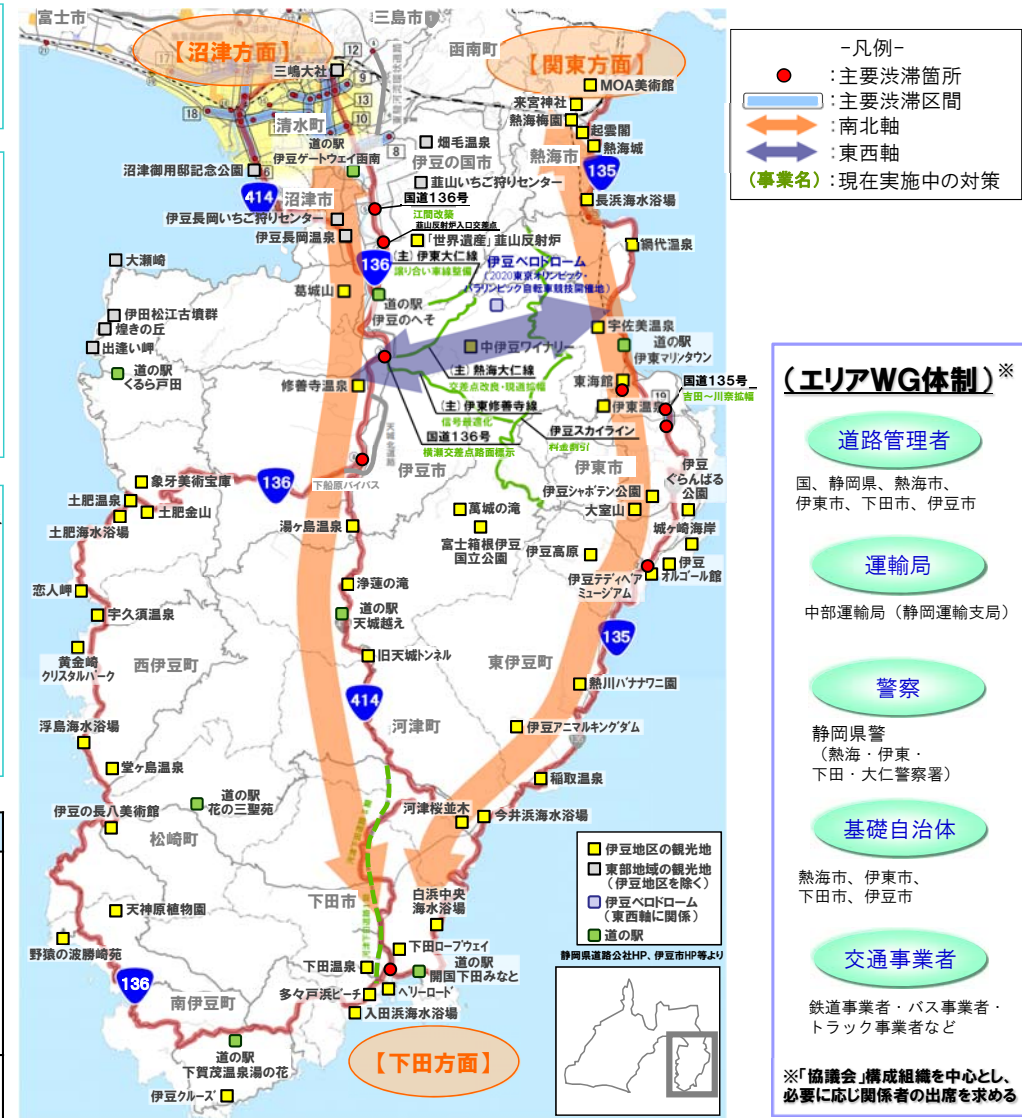 富士市
三島市
函南町
【沼津方面】
【関東方面】
三嶋大社
MOA美術館
来宮神社
熱海梅園
起雲閣
熱海城
熱海市
135
長浜海水浴場
網代温泉
清水町
道の駅
伊豆ゲートウェイ函南
畑毛温泉
伊豆の国市
韮山いちご狩りセンター
沼津御用邸記念公園
414
沼津市
国道136号
江間改築
韮山反射炉入口交差点
伊豆長岡いちご狩りセンター
伊豆長岡温泉
「世界遺産」韮山反射炉
(主) 伊東大仁線
譲り合い車線整備
伊豆ベロドローム
(2020東京オリンピック・
パラリンピック自転車競技開催地)
136
大瀬崎
葛城山
道の駅
伊豆のへそ
伊田松江古墳群
煌きの丘
出逢い岬
道の駅
くるら戸田
宇佐美温泉
道の駅
伊東マリンタウン
中伊豆ワイナリー
(主) 熱海大仁線
交差点改良・現道拡幅
修善寺温泉
(主) 伊東修善寺線
信号最適化
国道136号
横瀬交差点路面標示
伊豆スカイライン
料金割引
東海館
伊東温泉
国道135号
吉田～川奈拡幅
天城北道路
伊豆市
伊東市
下船原バイパス
136
象牙美術宝庫
土肥温泉
土肥金山
土肥海水浴場
湯ヶ島温泉
萬城の滝
富士箱根伊豆
国立公園
伊豆シャボテン公園
大室山
伊豆
ぐらんぱる
公園
城ヶ崎海岸
伊豆高原
伊豆
オルゴール館
伊豆テディベア
ミュージアム
恋人岬
宇久須温泉
浄蓮の滝
道の駅
天城越え
黄金崎
クリスタルパーク
西伊豆町
旧天城トンネル
東伊豆町
135
熱川バナナワニ園
414
河津町
伊豆アニマルキングダム
浮島海水浴場
堂ヶ島温泉
稲取温泉
伊豆の長八美術館
道の駅
花の三聖苑
河津桜並木
今井浜海水浴場
松崎町
下田市
白浜中央
海水浴場
天神原植物園
野猿の波勝崎苑
下田ロープウェイ
下田温泉
道の駅
開国下田みなと
多々戸浜ビーチ
ペリーロード
入田浜海水浴場
136
南伊豆町
道の駅
下賀茂温泉湯の花
伊豆クルーズ
【下田方面】
伊豆地区の観光地
東部地域の観光地
(伊豆地区を除く)
伊豆ベロドローム
(東西軸に関係)
道の駅
静岡県道路公社HP、伊豆市HP等より
-凡例-
:主要渋滞箇所
:主要渋滞区間
:南北軸
:東西軸
(事業名):現在実施中の対策
(エリアWG体制)※
道路管理者
国、静岡県、熱海市、
伊東市、下田市、伊豆市
運輸局
中部運輸局（静岡運輸支局）
警察
静岡県警
（熱海・伊東・
下田・大仁警察署）
基礎自治体
熱海市、伊東市、
下田市、伊豆市
交通事業者
鉄道事業者・バス事業者・
トラック事業者など
※「協議会」構成組織を中心とし、
必要に応じ関係者の出席を求める